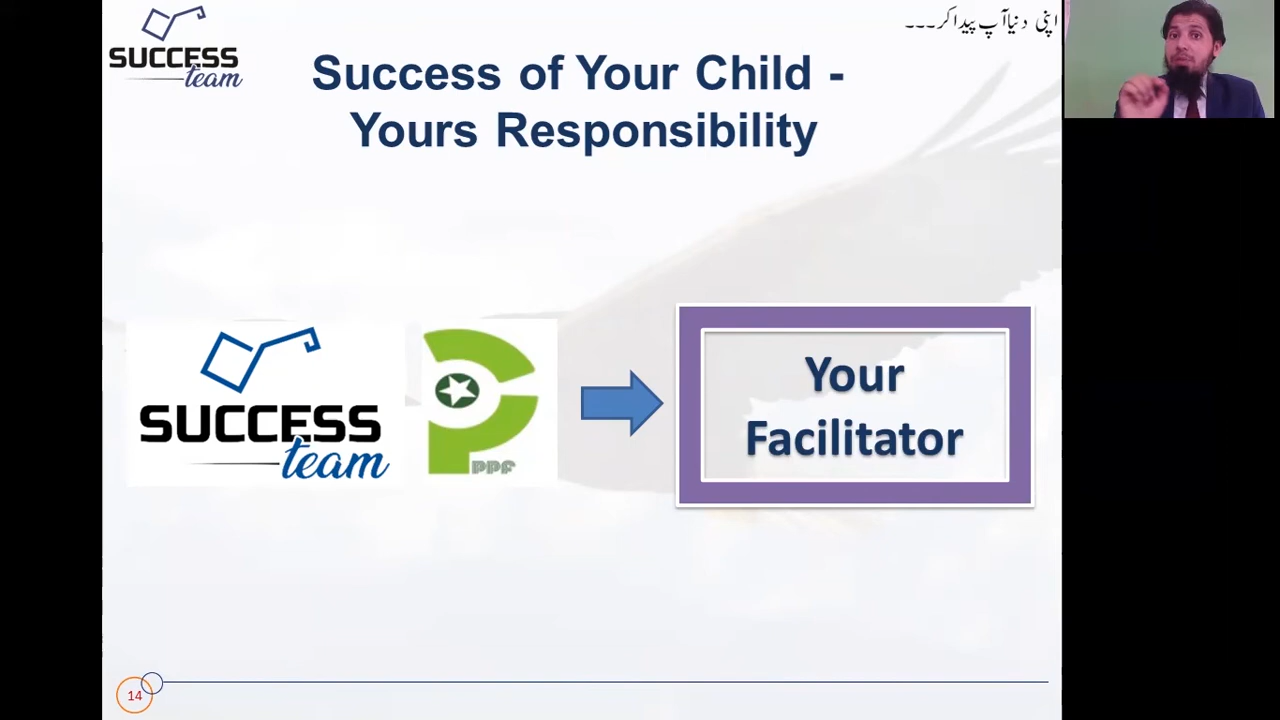 SUCCESS
team
اپنی دنیا آپ پیدا کر۔۔۔
Success of Your Child -
Yours Responsibility
SUCCESS
team
PPF
Your
Facilitator
14